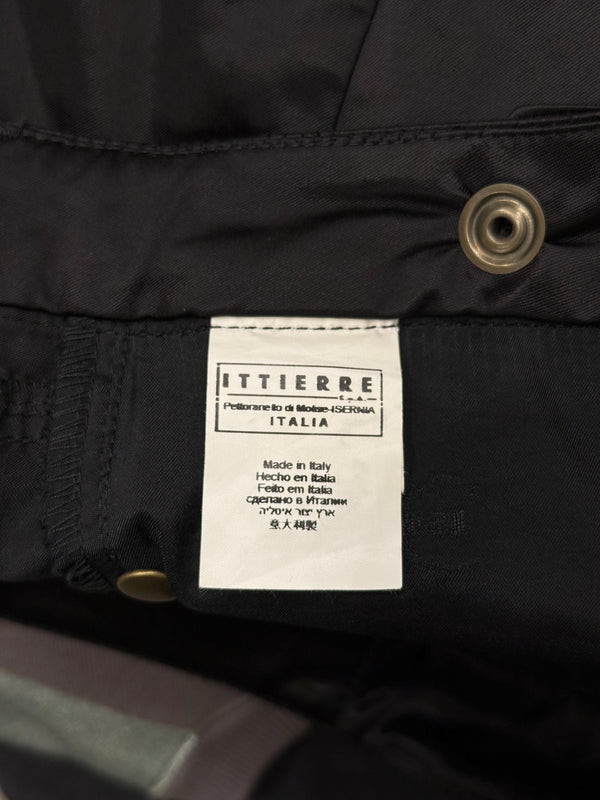 ITTIERRE
S.p.A.
Pettoranello di Molise-ISERNIA
ITALIA
Made in Italy
Hecho en Italia
Feito em Italia
сделано в Италии
ארץ יצור איטליה
意大利製